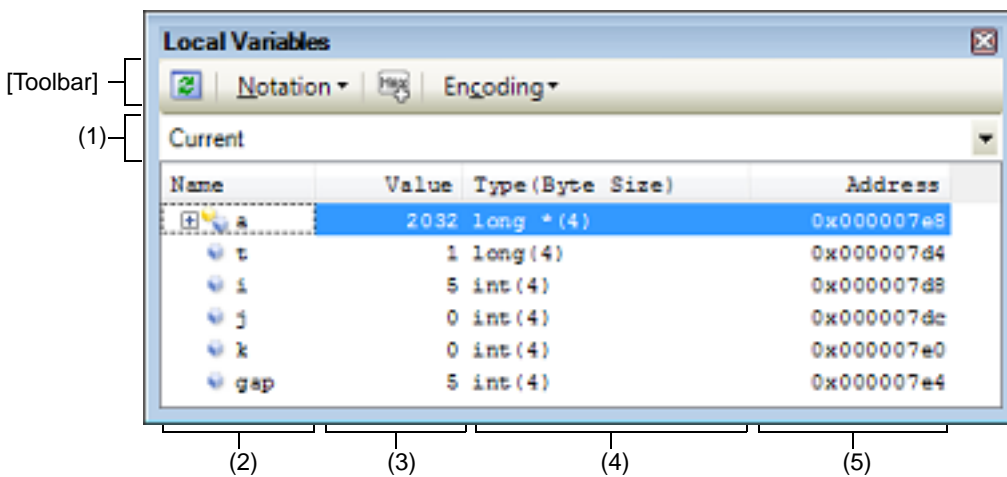 Local Variables
[Toolbar]
Notation Hex Encoding
(1)
Current
Name Value Type(Byte Size) Address
a 2032 long *(4) 0x000007e8
t 1 long(4) 0x000007d4
i 5 int(4) 0x000007d8
j 0 int(4) 0x000007dc
k 0 int(4) 0x000007e0
gap 5 int(4) 0x000007e4
(2) (3) (4) (5)